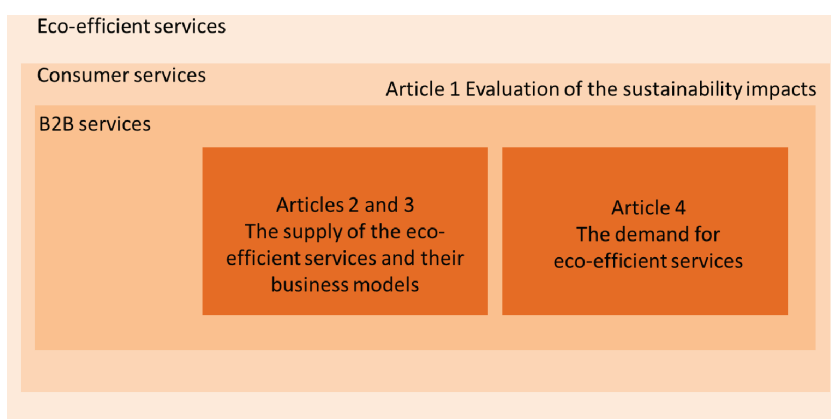 Eco-efficient services
Consumer services
Article 1 Evaluation of the sustainability impacts
B2B services
Articles 2 and 3
The supply of the eco-
efficient services and their
business models
Article 4
The demand for
eco-efficient services